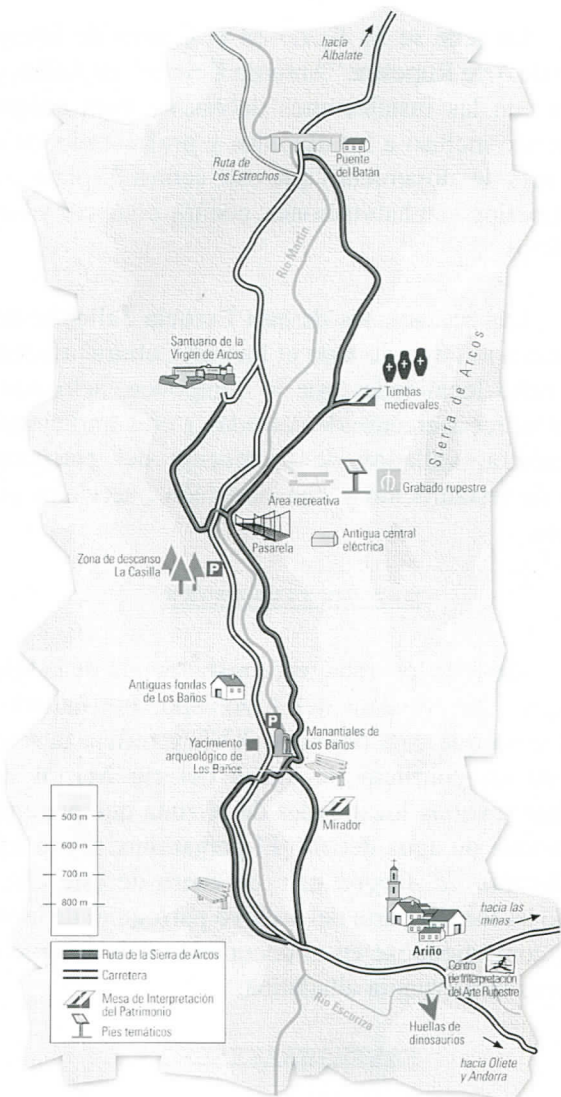 hacía
Albalate
Ruta de
Los Estrechos
Puente
del Batán
Río Martín
Santuario de la
Virgen de Arcos
Tumbas
medievales
Sierra de Arcos
Área recreativa
Grabado rupestre
Pasarela
Antigua central
eléctrica
Zona de descanso
La Casilla
P
Antiguas fondas
de Los Baños
P
Manantiales de
Los Baños
Yacimiento
arqueológico de
Los Baños
Mirador
500 m
600 m
700 m
800 m
Ruta de la Sierra de Arcos
Carretera
Mesa de Interpretación
del Patrimonio
Pies temáticos
Ariño
hacía las
minas
Centro
de Interpretación
del Arte Rupestre
Río Escuriza
Huellas de
dinosaurios
hacía Oliete
y Andorra